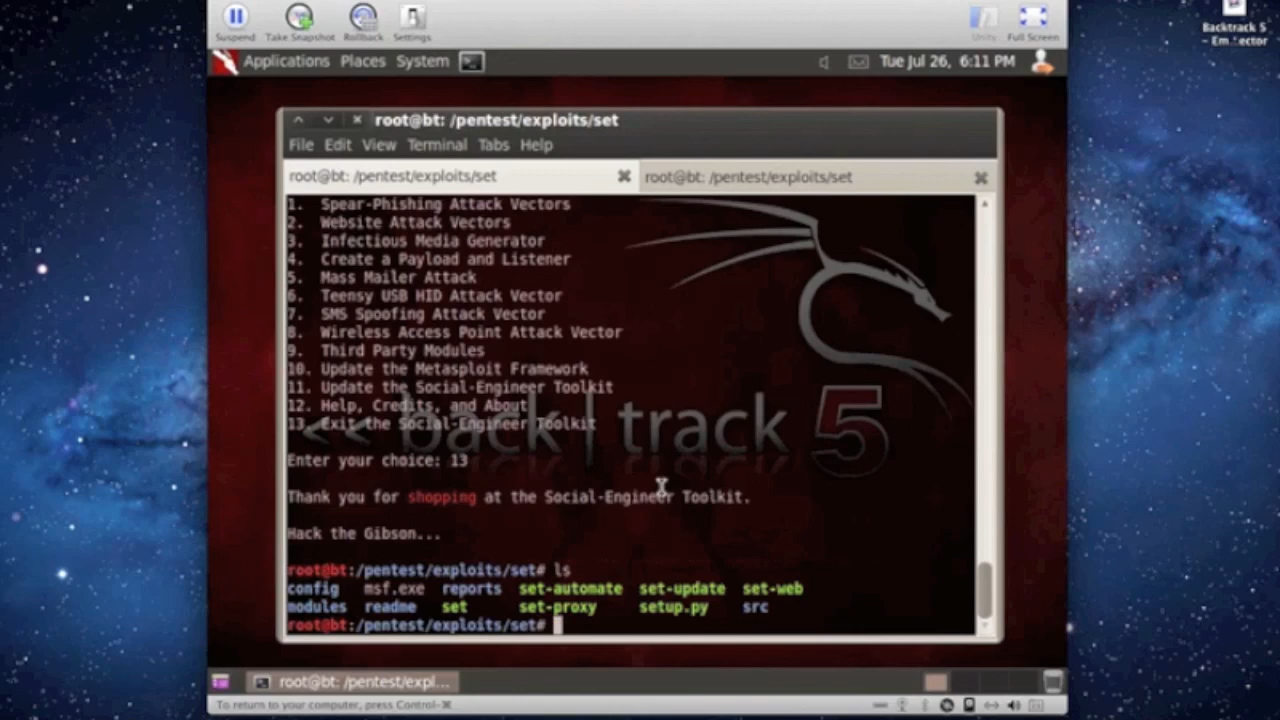 Suspend Take Snapshot Rollback Settings Unity Full Screen
Backtrack 5
– Em...ector
Applications Places System Tue Jul 26, 6:11 PM
root@bt: /pentest/exploits/set
File Edit View Terminal Tabs Help
root@bt: /pentest/exploits/set root@bt: /pentest/exploits/set
1. Spear-Phishing Attack Vectors
2. Website Attack Vectors
3. Infectious Media Generator
4. Create a Payload and Listener
5. Mass Mailer Attack
6. Teensy USB HID Attack Vector
7. SMS Spoofing Attack Vector
8. Wireless Access Point Attack Vector
9. Third Party Modules
10. Update the Metasploit Framework
11. Update the Social-Engineer Toolkit
12. Help, Credits, and About
13. Exit the Social-Engineer Toolkit
<< back | track 5
Enter your choice: 13
Thank you for shopping at the Social-Engineer Toolkit.
Hack the Gibson...
root@bt:/pentest/exploits/set# ls
config msf.exe reports set-automate set-update set-web
modules readme set set-proxy setup.py src
root@bt:/pentest/exploits/set#
root@bt: /pentest/expl...
To return to your computer, press Control-⌘